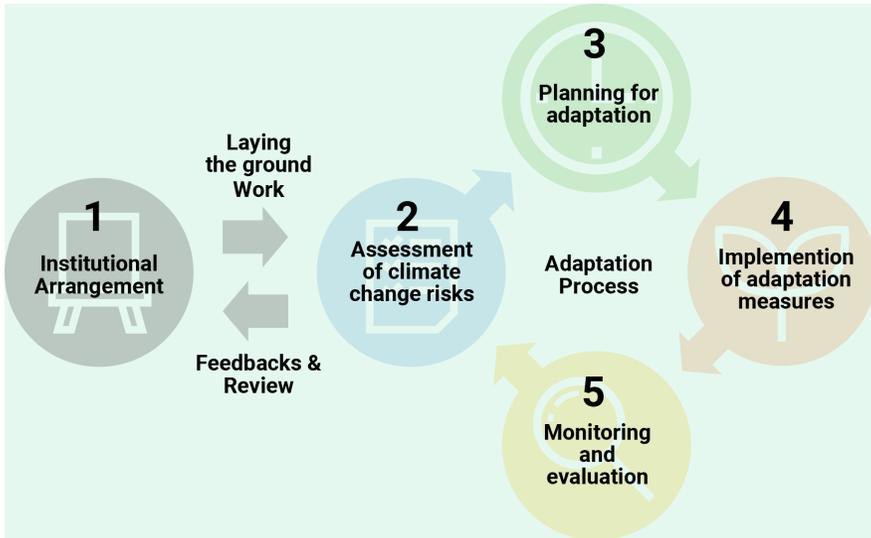 1
Institutional
Arrangement
Laying
the ground
Work
Feedbacks &
Review
2
Assessment
of climate
change risks
3
Planning for
adaptation
Adaptation
Process
4
Implemention
of adaptation
measures
5
Monitoring
and
evaluation